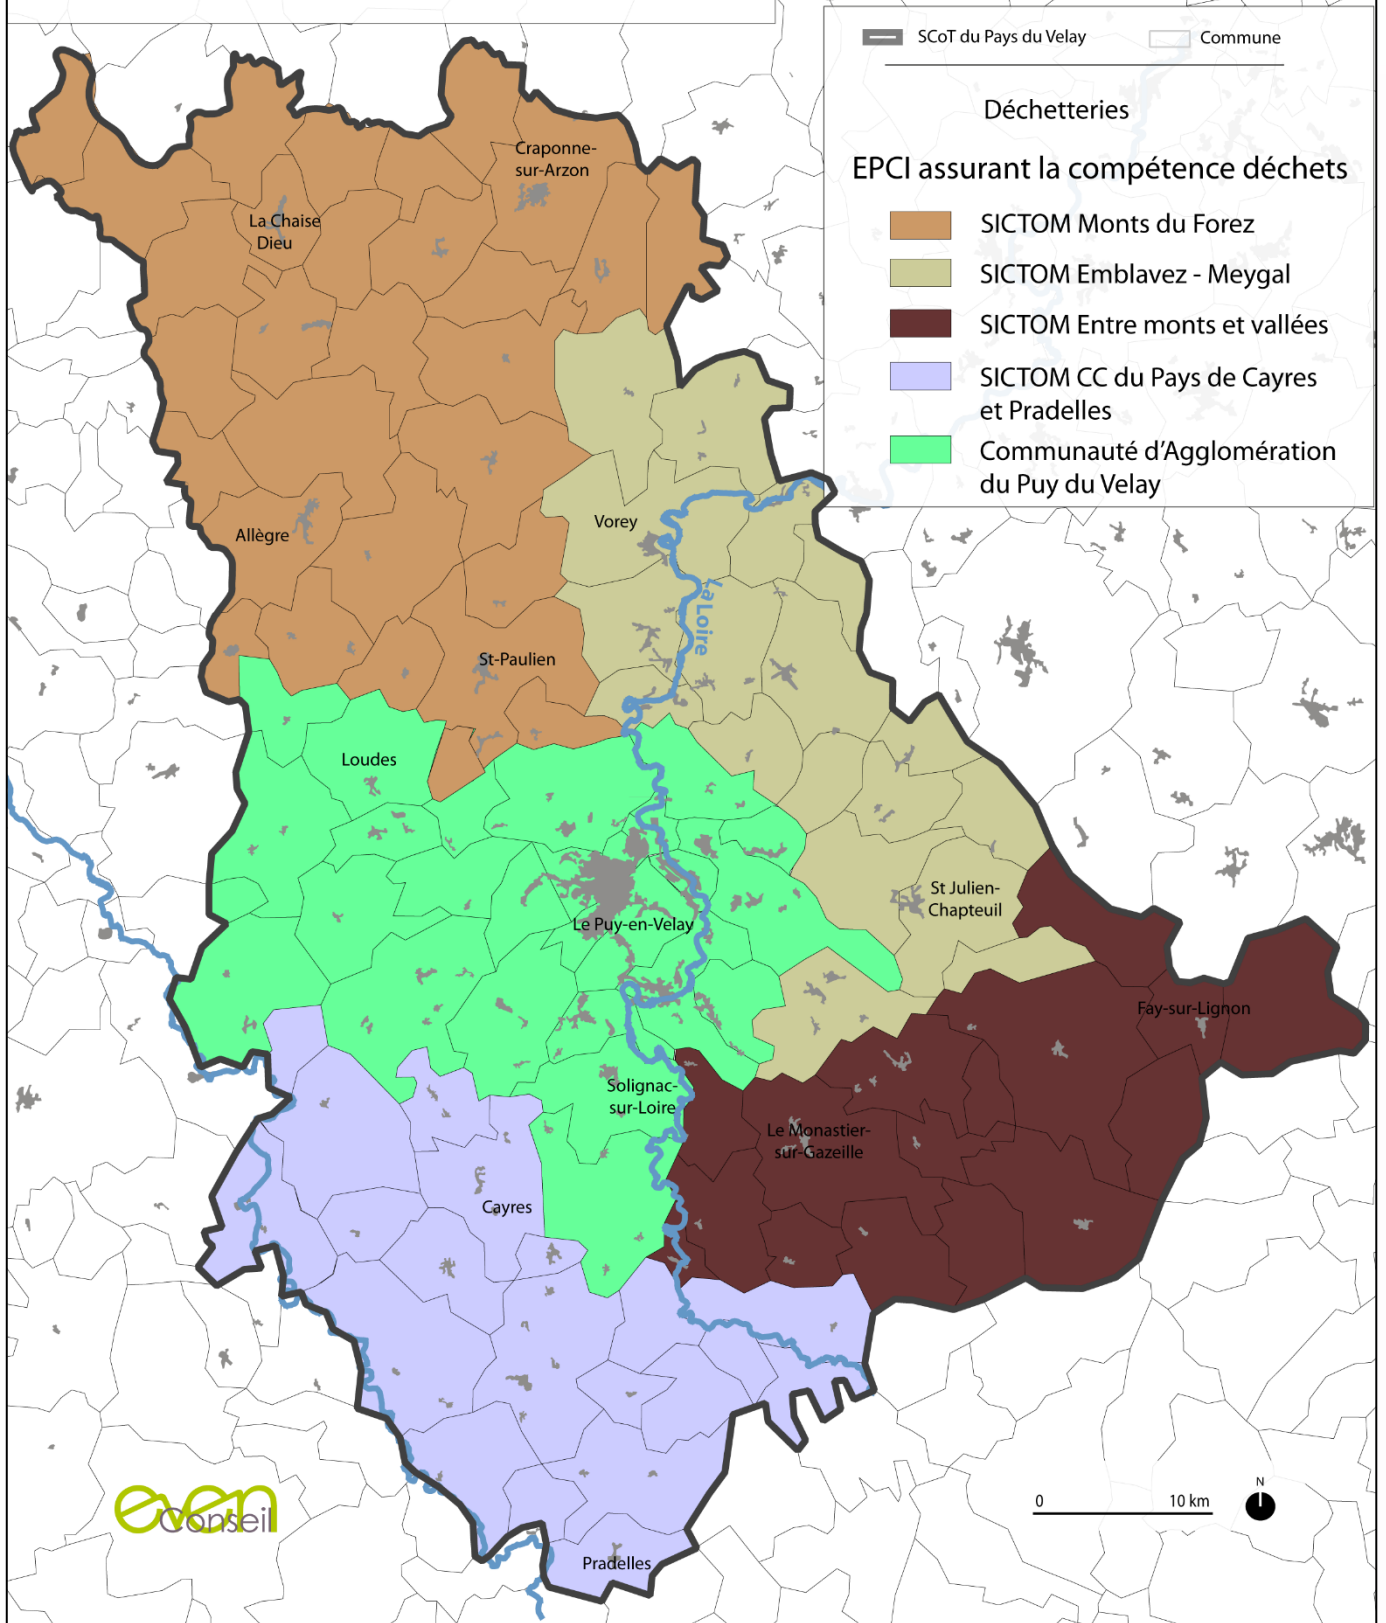 SCoT du Pays du Velay
Commune
Déchetteries
EPCI assurant la compétence déchets
SICTOM Monts du Forez
SICTOM Emblavez - Meygal
SICTOM Entre monts et vallées
SICTOM CC du Pays de Cayres
et Pradelles
Communauté d'Agglomération
du Puy du Velay
Craponne-
sur-Arzon
La Chaise
Dieu
Allègre
Vorey
La Loire
St-Paulien
Loudes
St Julien-
Chapteuil
Le Puy-en-Velay
Fay-sur-Lignon
Solignac-
sur-Loire
Le Monastier-
sur-Gazeille
Cayres
Pradelles
even
Conseil
0 10 km
N